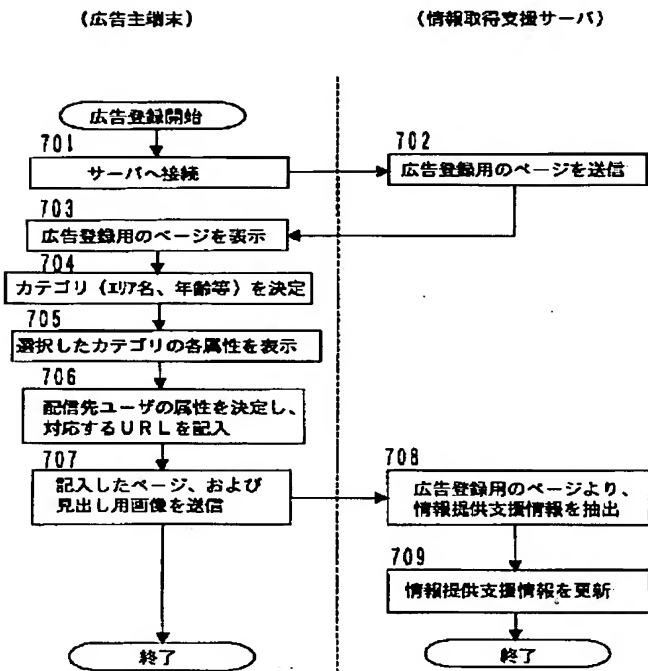 (広告主端末)
(情報取得支援サーバ)
広告登録開始
701
サーバへ接続
702
広告登録用のページを送信
703
広告登録用のページを表示
704
カテゴリ(エリア名、年齢等)を決定
705
選択したカテゴリの各属性を表示
706
配信先ユーザの属性を決定し、
対応するURLを記入
707
記入したページ、および
見出し用画像を送信
708
広告登録用のページより、
情報提供支援情報を抽出
709
情報提供支援情報を更新
終了
終了